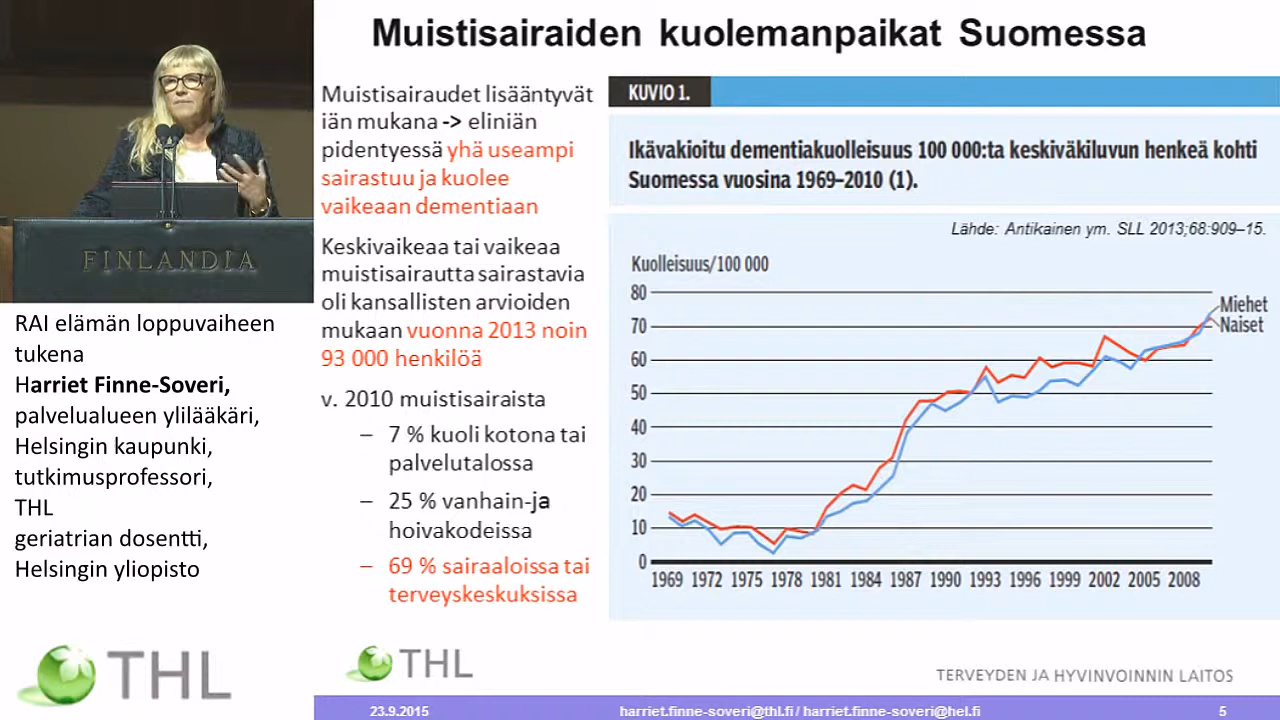 Muistisairaiden kuolemanpaikat Suomessa
FINLANDIA
RAI elämän loppuvaiheen
tukena
Harriet Finne-Soveri,
palvelualueen ylilääkäri,
Helsingin kaupunki,
tutkimusprofessori,
THL
geriatrian dosentti,
Helsingin yliopisto
THL
Muistisairaudet lisääntyvät
iän mukana -> eliniän
pidentyessä yhä useampi
sairastuu ja kuolee
vaikeaan dementiaan
Keskivaikeaa tai vaikeaa
muistisairautta sairastavia
oli kansallisten arvioiden
mukaan vuonna 2013 noin
93 000 henkilöä
v. 2010 muistisairaista
– 7 % kuoli kotona tai
palvelutalossa
– 25 % vanhain-ja
hoivakodeissa
– 69 % sairaaloissa tai
terveyskeskuksissa
KUVIO 1.
Ikävakioitu dementiakuolleisuus 100 000:ta keskiväkiluvun henkeä kohti
Suomessa vuosina 1969–2010 (1).
Lähde: Antikainen ym. SLL 2013;68:909–15.
Kuolleisuus/100 000
80
70
60
50
40
30
20
10
0
Miehet
Naiset
1969 1972 1975 1978 1981 1984 1987 1990 1993 1996 1999 2002 2005 2008
THL
TERVEYDEN JA HYVINVOINNIN LAITOS
23.9.2015 harriet.finne-soveri@thl.fi / harriet.finne-soveri@hel.fi 5